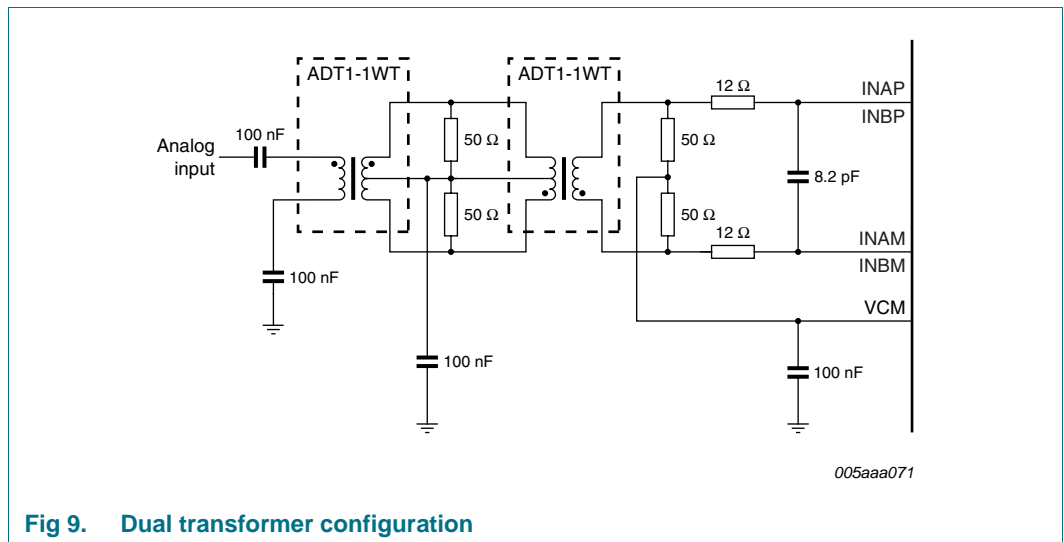 ADT1-1WT
ADT1-1WT
12 Ω
INAP
INBP
100 nF
Analog
input
50 Ω
50 Ω
8.2 pF
50 Ω
50 Ω
12 Ω
INAM
INBM
100 nF
VCM
100 nF
100 nF
005aaa071
Fig 9. Dual transformer configuration